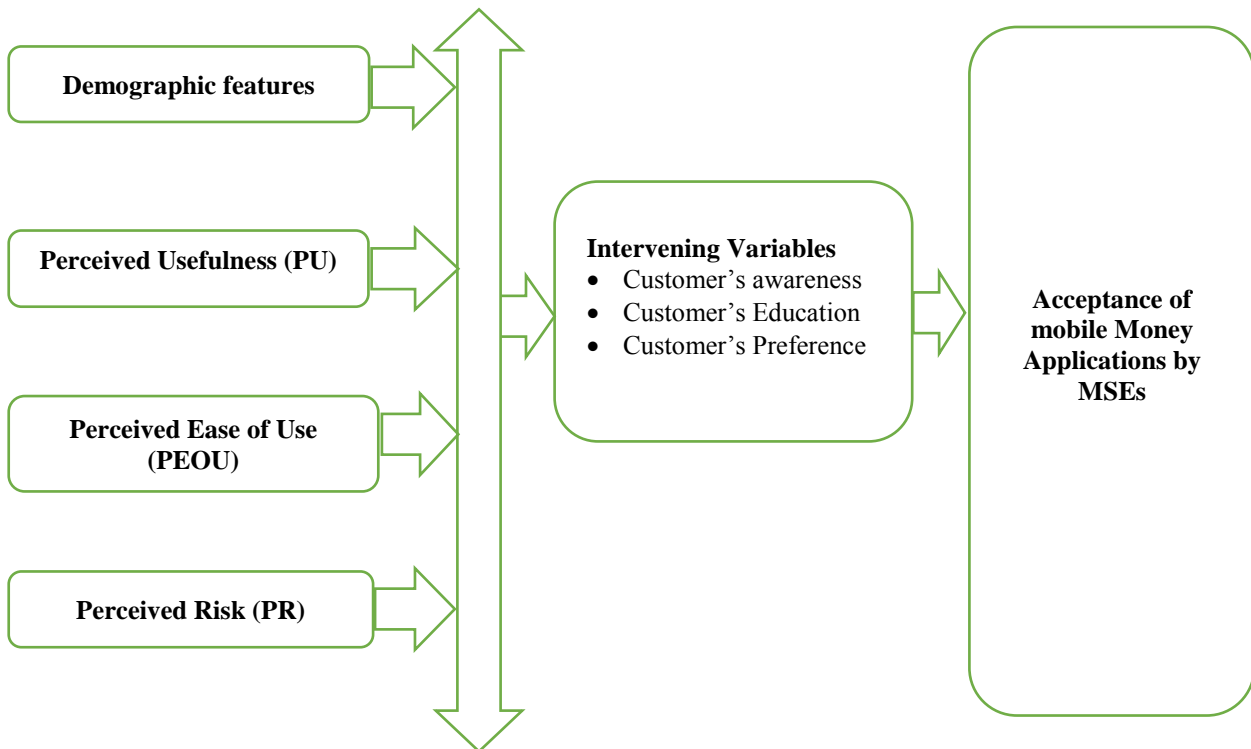 Demographic features
Perceived Usefulness (PU)
Perceived Ease of Use
(PEOU)
Perceived Risk (PR)
Intervening Variables
• Customer’s awareness
• Customer’s Education
• Customer’s Preference
Acceptance of
mobile Money
Applications by
MSEs